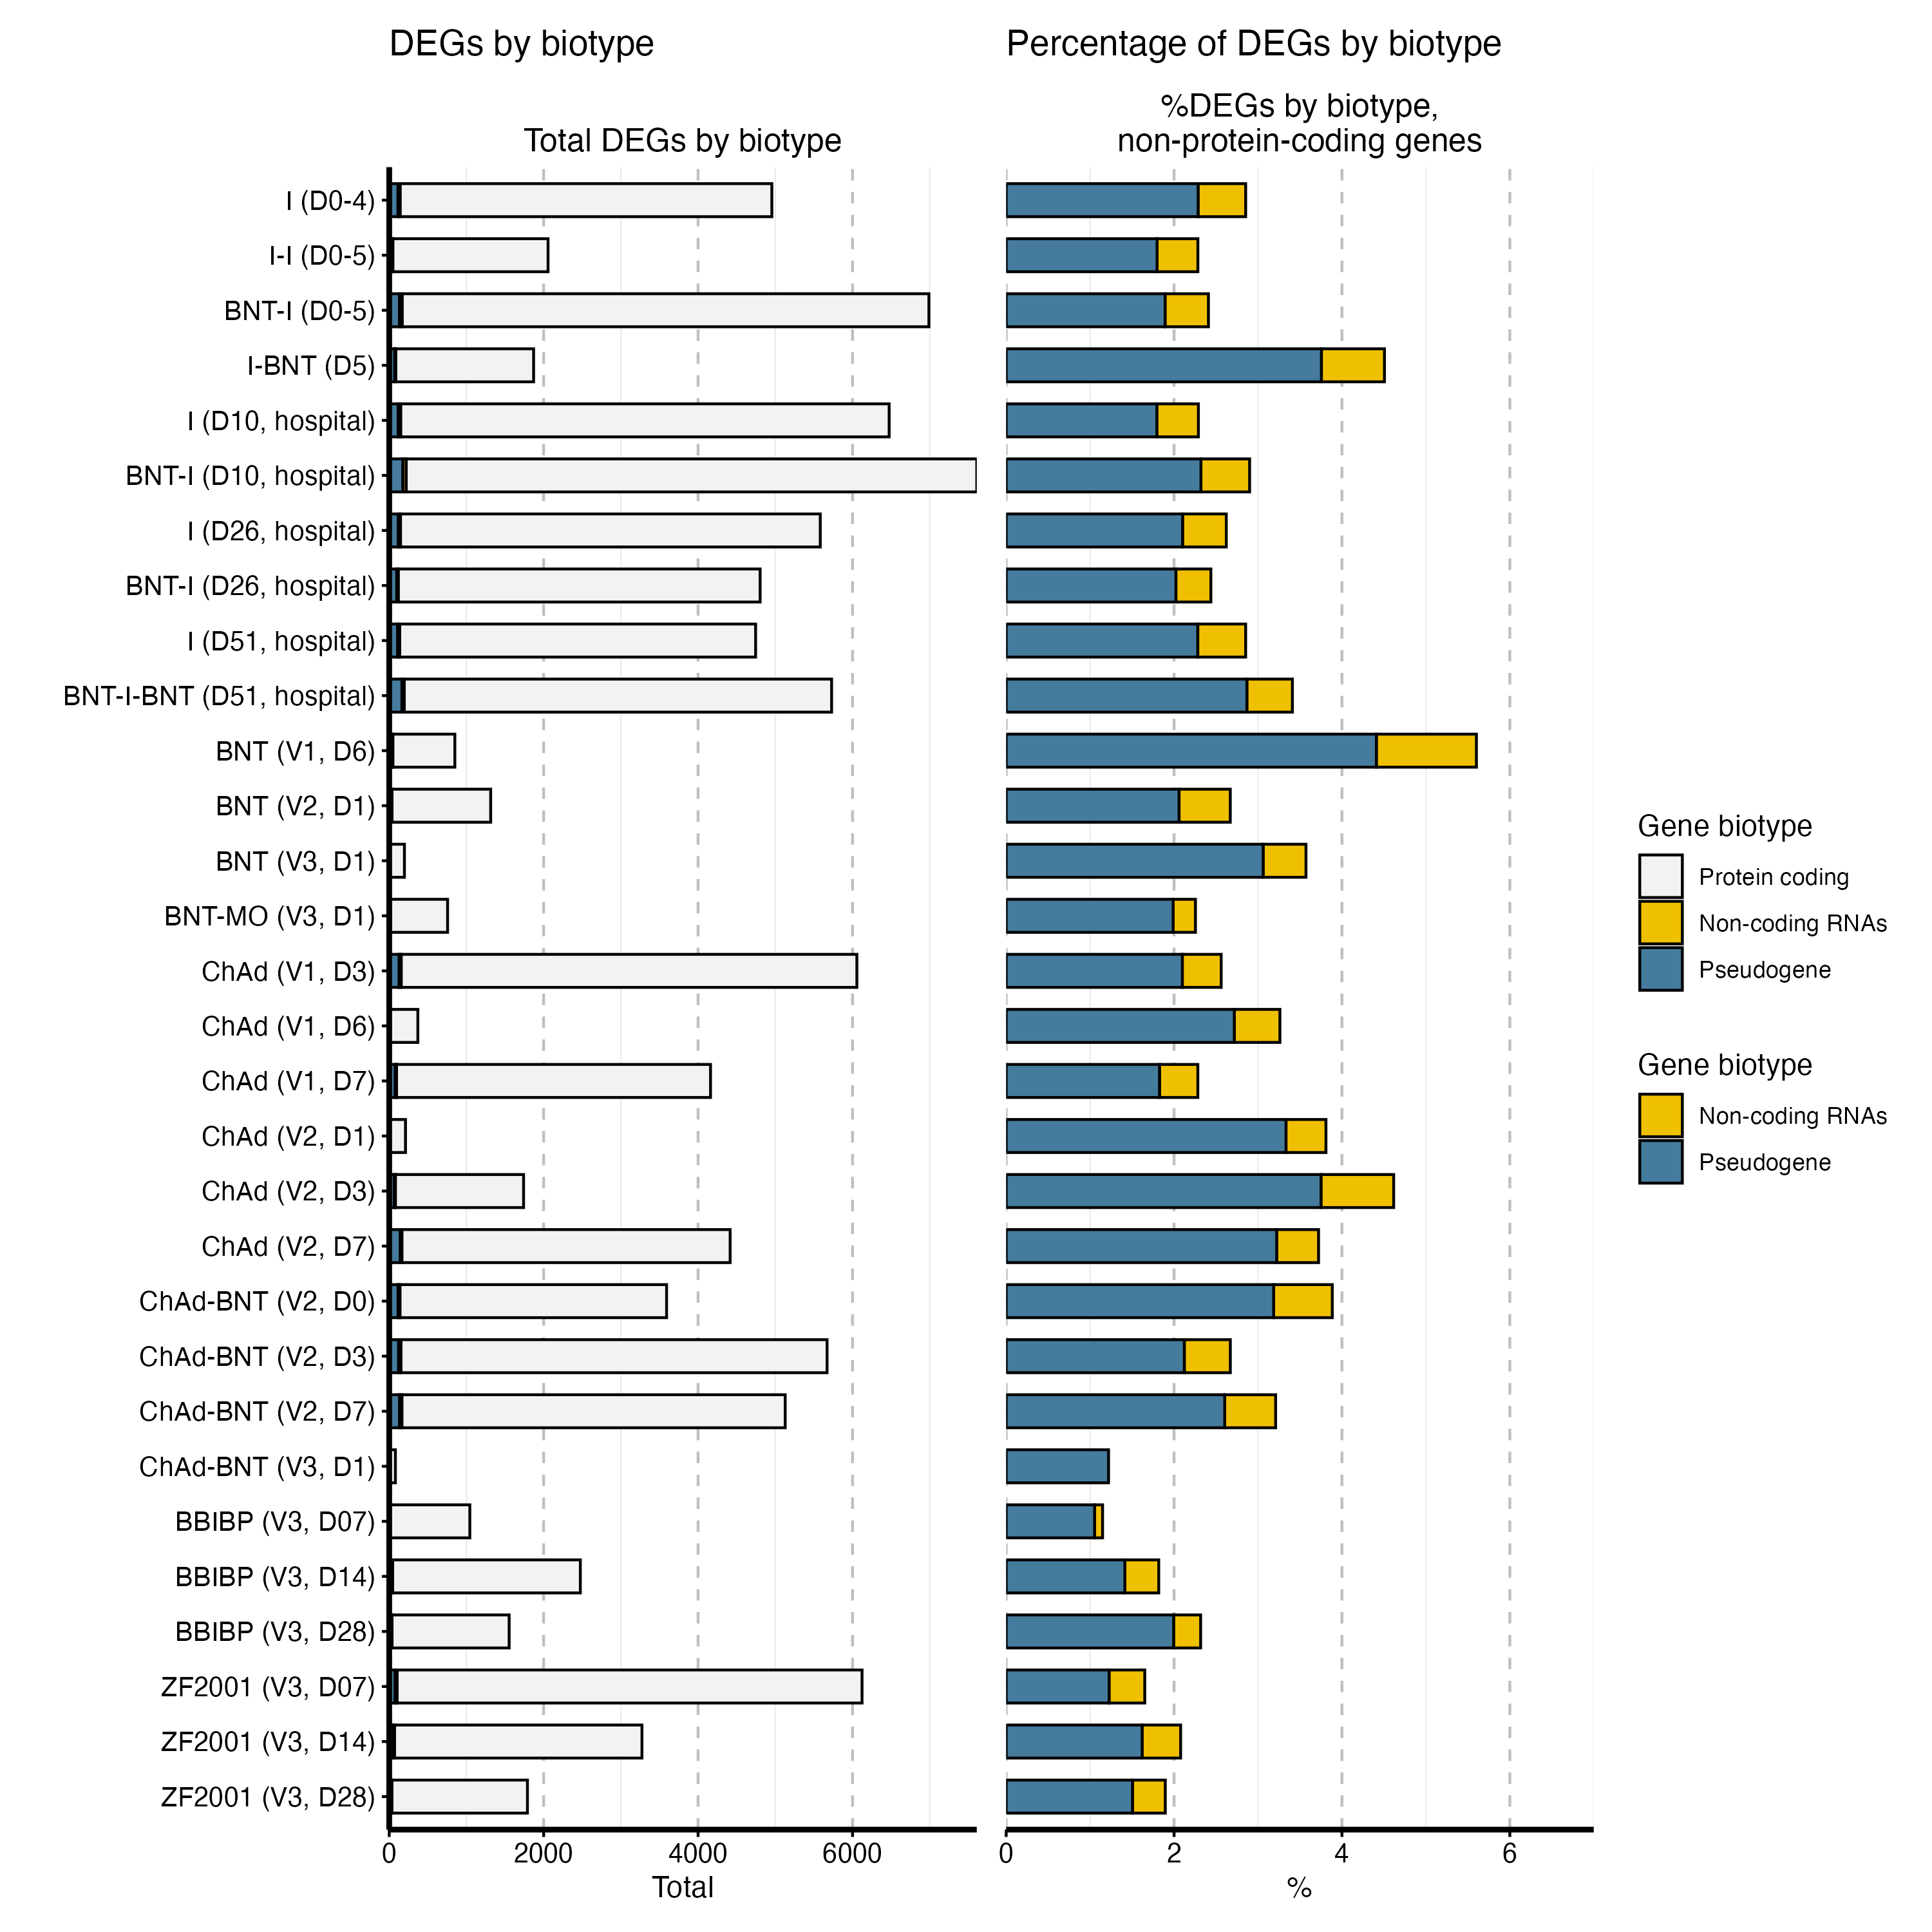 DEGs by biotype
Percentage of DEGs by biotype
Total DEGs by biotype
%DEGs by biotype,
non-protein-coding genes
I (D0-4)
I-I (D0-5)
BNT-I (D0-5)
I-BNT (D5)
I (D10, hospital)
BNT-I (D10, hospital)
I (D26, hospital)
BNT-I (D26, hospital)
I (D51, hospital)
BNT-I-BNT (D51, hospital)
BNT (V1, D6)
BNT (V2, D1)
BNT (V3, D1)
BNT-MO (V3, D1)
ChAd (V1, D3)
ChAd (V1, D6)
ChAd (V1, D7)
ChAd (V2, D1)
ChAd (V2, D3)
ChAd (V2, D7)
ChAd-BNT (V2, D0)
ChAd-BNT (V2, D3)
ChAd-BNT (V2, D7)
ChAd-BNT (V3, D1)
BBIBP (V3, D07)
BBIBP (V3, D14)
BBIBP (V3, D28)
ZF2001 (V3, D07)
ZF2001 (V3, D14)
ZF2001 (V3, D28)
0 2000 4000 6000
Total
0 2 4 6
%
Gene biotype
Protein coding
Non-coding RNAs
Pseudogene
Gene biotype
Non-coding RNAs
Pseudogene